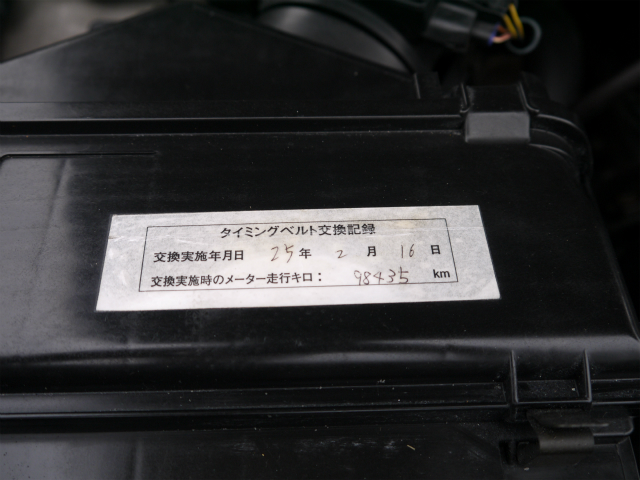 タイミングベルト交換記録
交換実施年月日 25年 2月 16日
交換実施時のメーター走行キロ： 98435 km